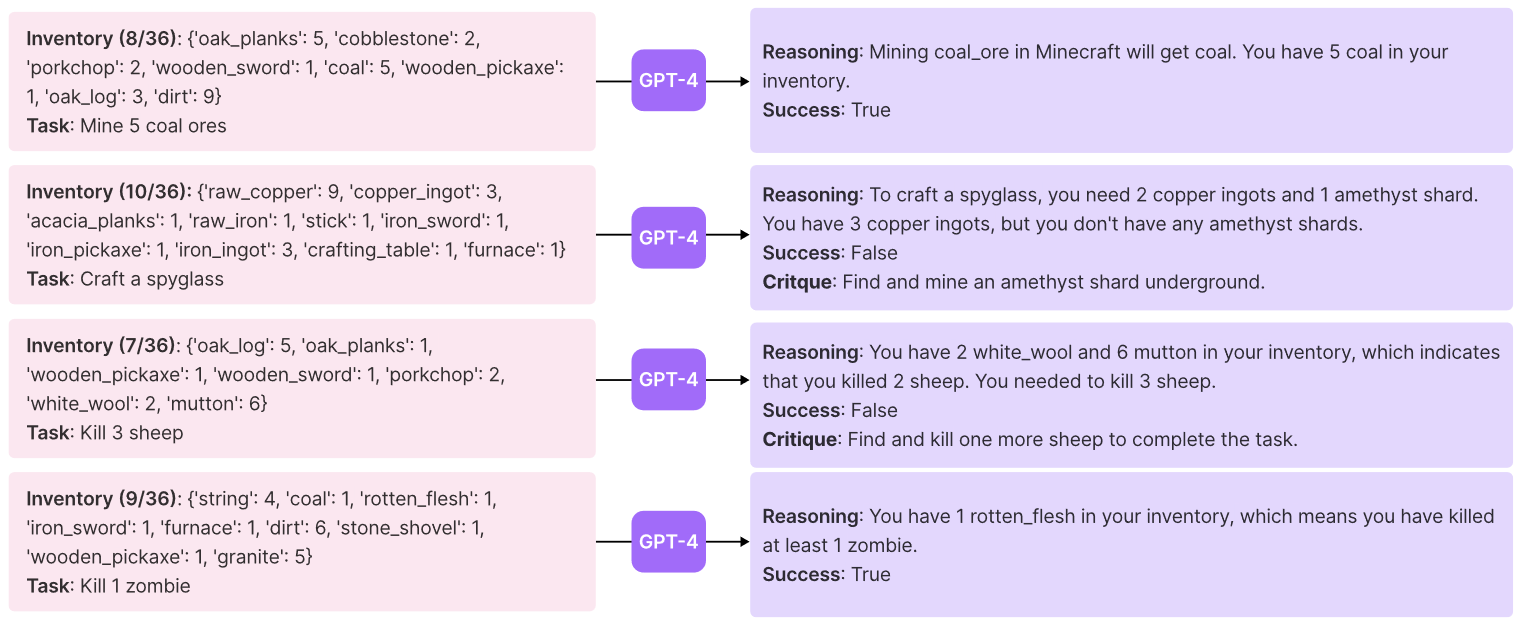 Inventory (8/36): {'oak_planks': 5, 'cobblestone': 2,
'porkchop': 2, 'wooden_sword': 1, 'coal': 5, 'wooden_pickaxe':
1, 'oak_log': 3, 'dirt': 9}
Task: Mine 5 coal ores
GPT-4
Reasoning: Mining coal_ore in Minecraft will get coal. You have 5 coal in your
inventory.
Success: True
Inventory (10/36): {'raw_copper': 9, 'copper_ingot': 3,
'acacia_planks': 1, 'raw_iron': 1, 'stick': 1, 'iron_sword': 1,
'iron_pickaxe': 1, 'iron_ingot': 3, 'crafting_table': 1, 'furnace': 1}
Task: Craft a spyglass
GPT-4
Reasoning: To craft a spyglass, you need 2 copper ingots and 1 amethyst shard.
You have 3 copper ingots, but you don't have any amethyst shards.
Success: False
Critque: Find and mine an amethyst shard underground.
Inventory (7/36): {'oak_log': 5, 'oak_planks': 1,
'wooden_pickaxe': 1, 'wooden_sword': 1, 'porkchop': 2,
'white_wool': 2, 'mutton': 6}
Task: Kill 3 sheep
GPT-4
Reasoning: You have 2 white_wool and 6 mutton in your inventory, which indicates
that you killed 2 sheep. You needed to kill 3 sheep.
Success: False
Critique: Find and kill one more sheep to complete the task.
Inventory (9/36): {'string': 4, 'coal': 1, 'rotten_flesh': 1,
'iron_sword': 1, 'furnace': 1, 'dirt': 6, 'stone_shovel': 1,
'wooden_pickaxe': 1, 'granite': 5}
Task: Kill 1 zombie
GPT-4
Reasoning: You have 1 rotten_flesh in your inventory, which means you have killed
at least 1 zombie.
Success: True